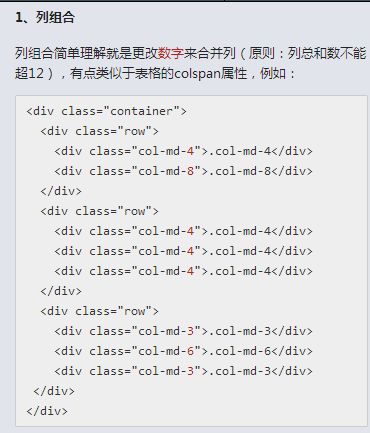 1、列组合
列组合简单理解就是更改数字来合并列（原则：列总和数不能
超12），有点类似于表格的colspan属性，例如：
<div class="container">
  <div class="row">
    <div class="col-md-4">.col-md-4</div>
    <div class="col-md-8">.col-md-8</div>
  </div>
  <div class="row">
    <div class="col-md-4">.col-md-4</div>
    <div class="col-md-4">.col-md-4</div>
    <div class="col-md-4">.col-md-4</div>
  </div>
  <div class="row">
    <div class="col-md-3">.col-md-3</div>
    <div class="col-md-6">.col-md-6</div>
    <div class="col-md-3">.col-md-3</div>
 </div>
</div>